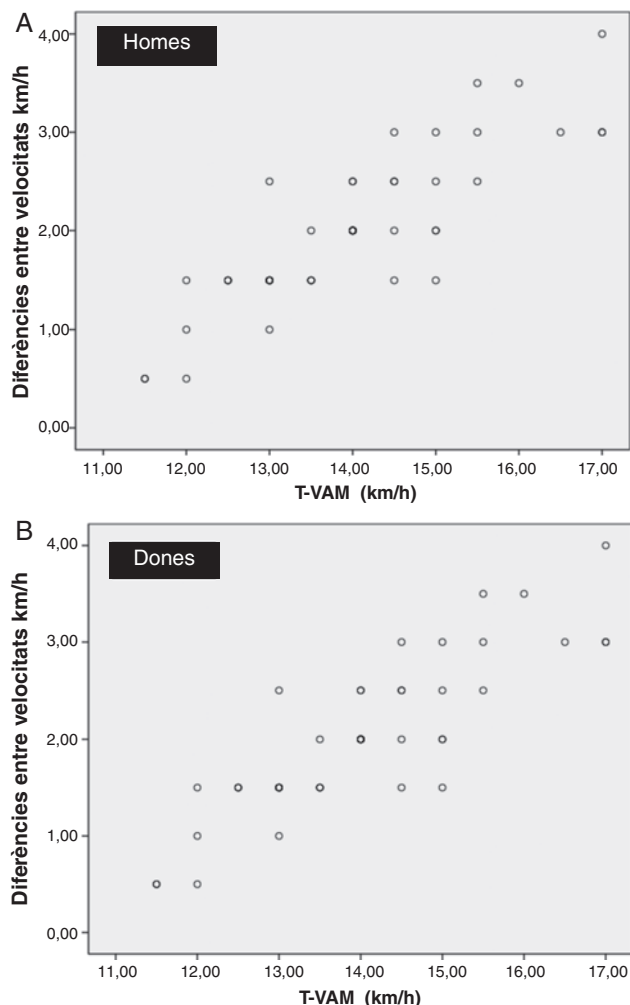 A
Homes
4,00
3,00
2,00
1,00
0,00
Diferències entre velocitats km/h
11,00 12,00 13,00 14,00 15,00 16,00 17,00
T-VAM (km/h)
B
Dones
4,00
3,00
2,00
1,00
0,00
Diferències entre velocitats km/h
11,00 12,00 13,00 14,00 15,00 16,00 17,00
T-VAM (km/h)